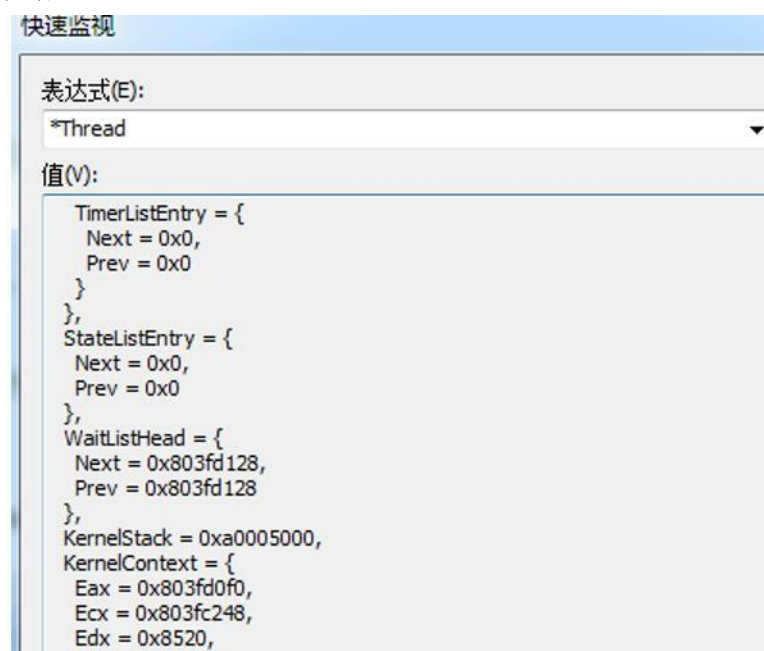 快速监视
表达式(E):
*Thread
值(V):
TimerListEntry = {
Next = 0x0,
Prev = 0x0
}
},
StateListEntry = {
Next = 0x0,
Prev = 0x0
},
WaitListHead = {
Next = 0x803fd128,
Prev = 0x803fd128
},
KernelStack = 0xa0005000,
KernelContext = {
Eax = 0x803fd0f0,
Ecx = 0x803fc248,
Edx = 0x8520,